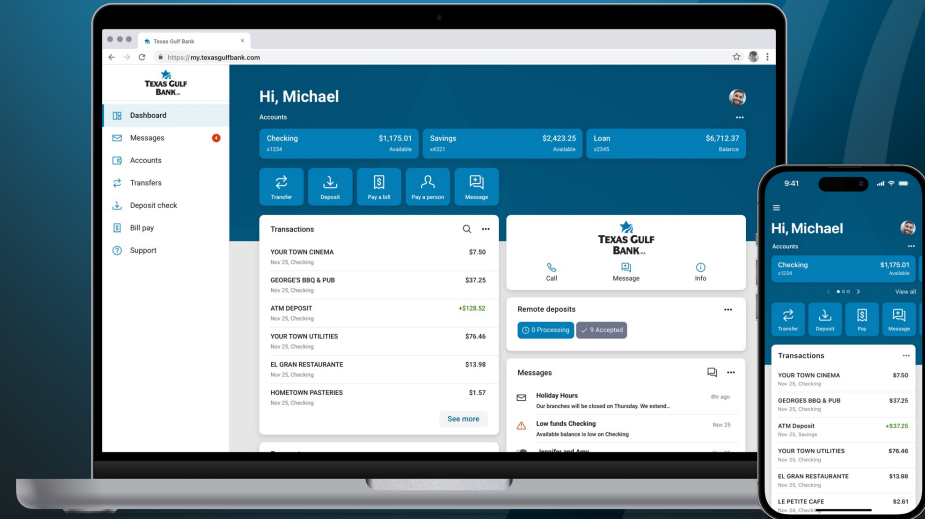 Texas Gulf Bank
https://my.texasgulfbank.com
TEXAS GULF
BANK
Dashboard
Messages
4
Accounts
Transfers
Deposit check
Bill pay
Support
Hi, Michael
Accounts
Checking
$1,175.01
x1234
Available
Savings
$2,423.25
x4321
Available
Loan
$6,712.37
x2345
Balance
Transfer
Deposit
Pay a bill
Pay a person
Message
Transactions
YOUR TOWN CINEMA
$7.50
Nov 25, Checking
GEORGE'S BBQ & PUB
$37.25
Nov 25, Checking
ATM DEPOSIT
+$128.52
Nov 25, Checking
YOUR TOWN UTILITIES
$76.46
Nov 25, Checking
EL GRAN RESTAURANTE
$13.98
Nov 25, Checking
HOMETOWN PASTERIES
$1.57
Nov 25, Checking
See more
TEXAS GULF
BANK
Call
Message
Info
Remote deposits
0 Processing
9 Accepted
Messages
Holiday Hours
8hr ago
Our branches will be closed on Thursday. We extend...
Low funds Checking
Nov 25
Available balance is low on Checking
Jennifer and Amy
9:41
Hi, Michael
Accounts
Checking
$1,175.01
x1234
Available
View all
Transfer
Deposit
Pay
Message
Transactions
YOUR TOWN CINEMA
$7.50
Nov 25, Checking
GEORGES BBQ & PUB
$37.25
Nov 25, Checking
ATM Deposit
+$37.25
Nov 25, Savings
YOUR TOWN UTILITIES
$76.46
Nov 25, Checking
EL GRAN RESTAURANTE
$13.98
Nov 25, Checking
LE PETITE CAFE
$2.61
Nov 24, Checking